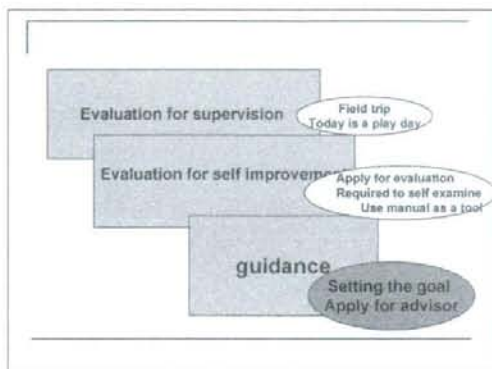 Evaluation for supervision
Field trip
Today is a play day
Evaluation for self improvement
Apply for evaluation
Required to self examine
Use manual as a tool
guidance
Setting the goal
Apply for advisor